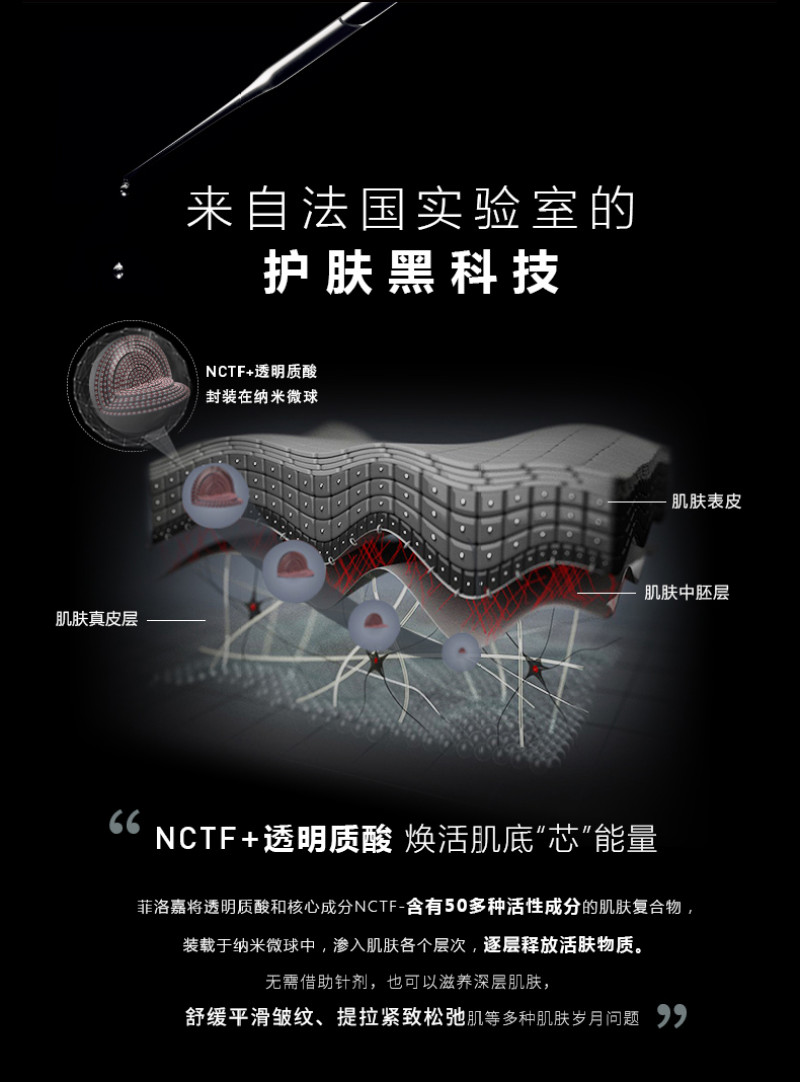 来自法国实验室的
护肤黑科技
NCTF+透明质酸
封装在纳米微球
肌肤表皮
肌肤中胚层
肌肤真皮层
“NCTF+透明质酸 焕活肌底“芯”能量
菲洛嘉将透明质酸和核心成分NCTF-含有50多种活性成分的肌肤复合物，
装载于纳米微球中，渗入肌肤各个层次，逐层释放活肤物质。
无需借助针剂，也可以滋养深层肌肤，
舒缓平滑皱纹、提拉紧致松弛肌等多种肌肤岁月问题”